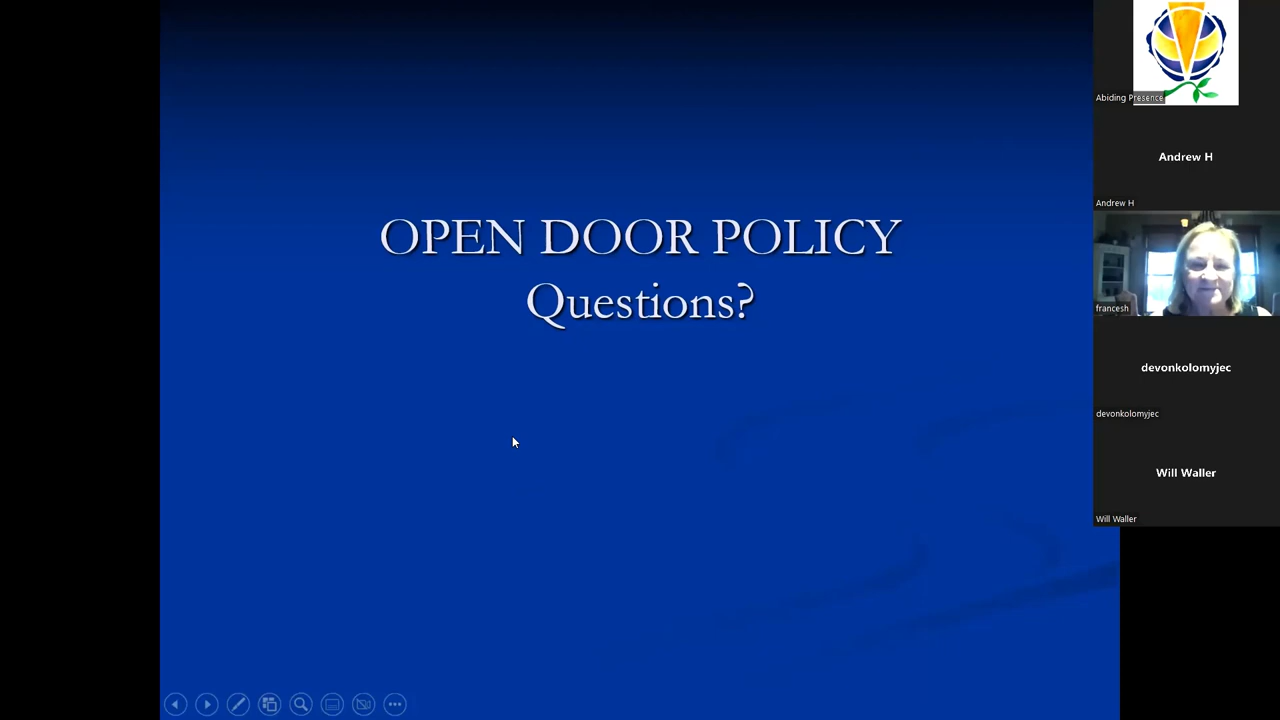 OPEN DOOR POLICY
Questions?
Abiding Presence
Andrew H
Andrew H
francesh
devonkolomyjec
devonkolomyjec
Will Waller
Will Waller